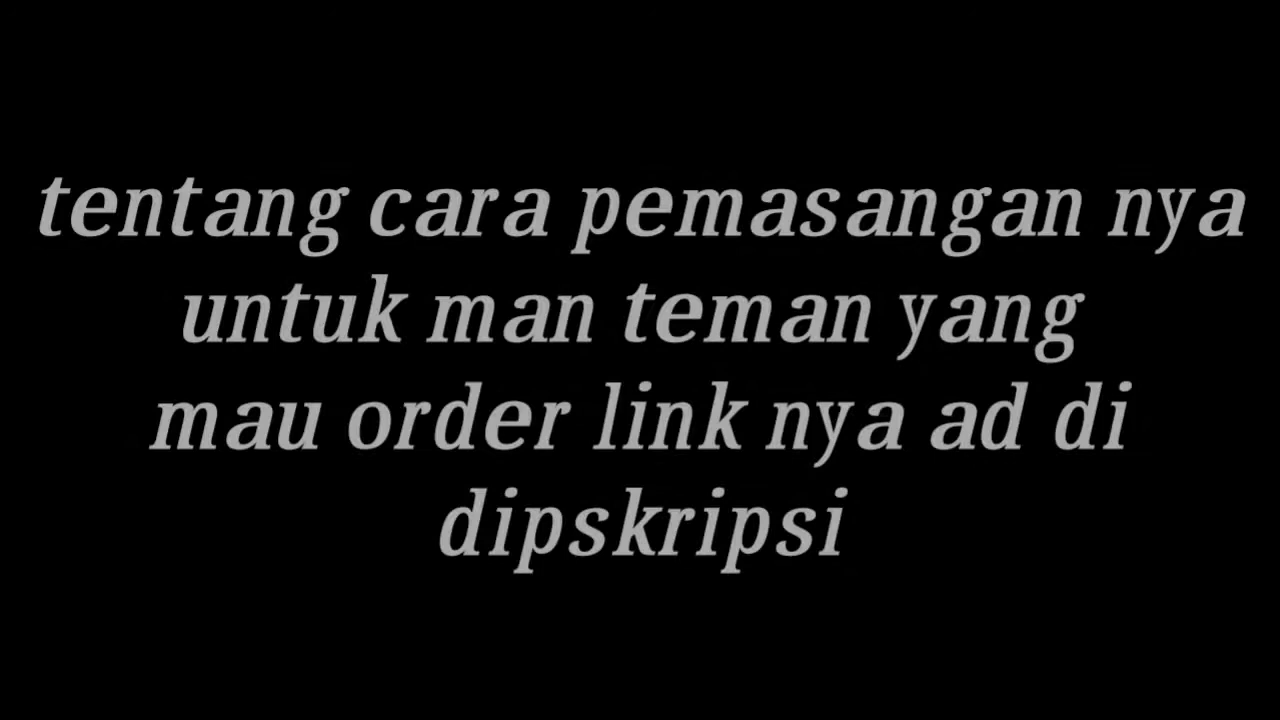 tentang cara pemasangan nya
untuk man teman yang
mau order link nya ad di
dipskripsi